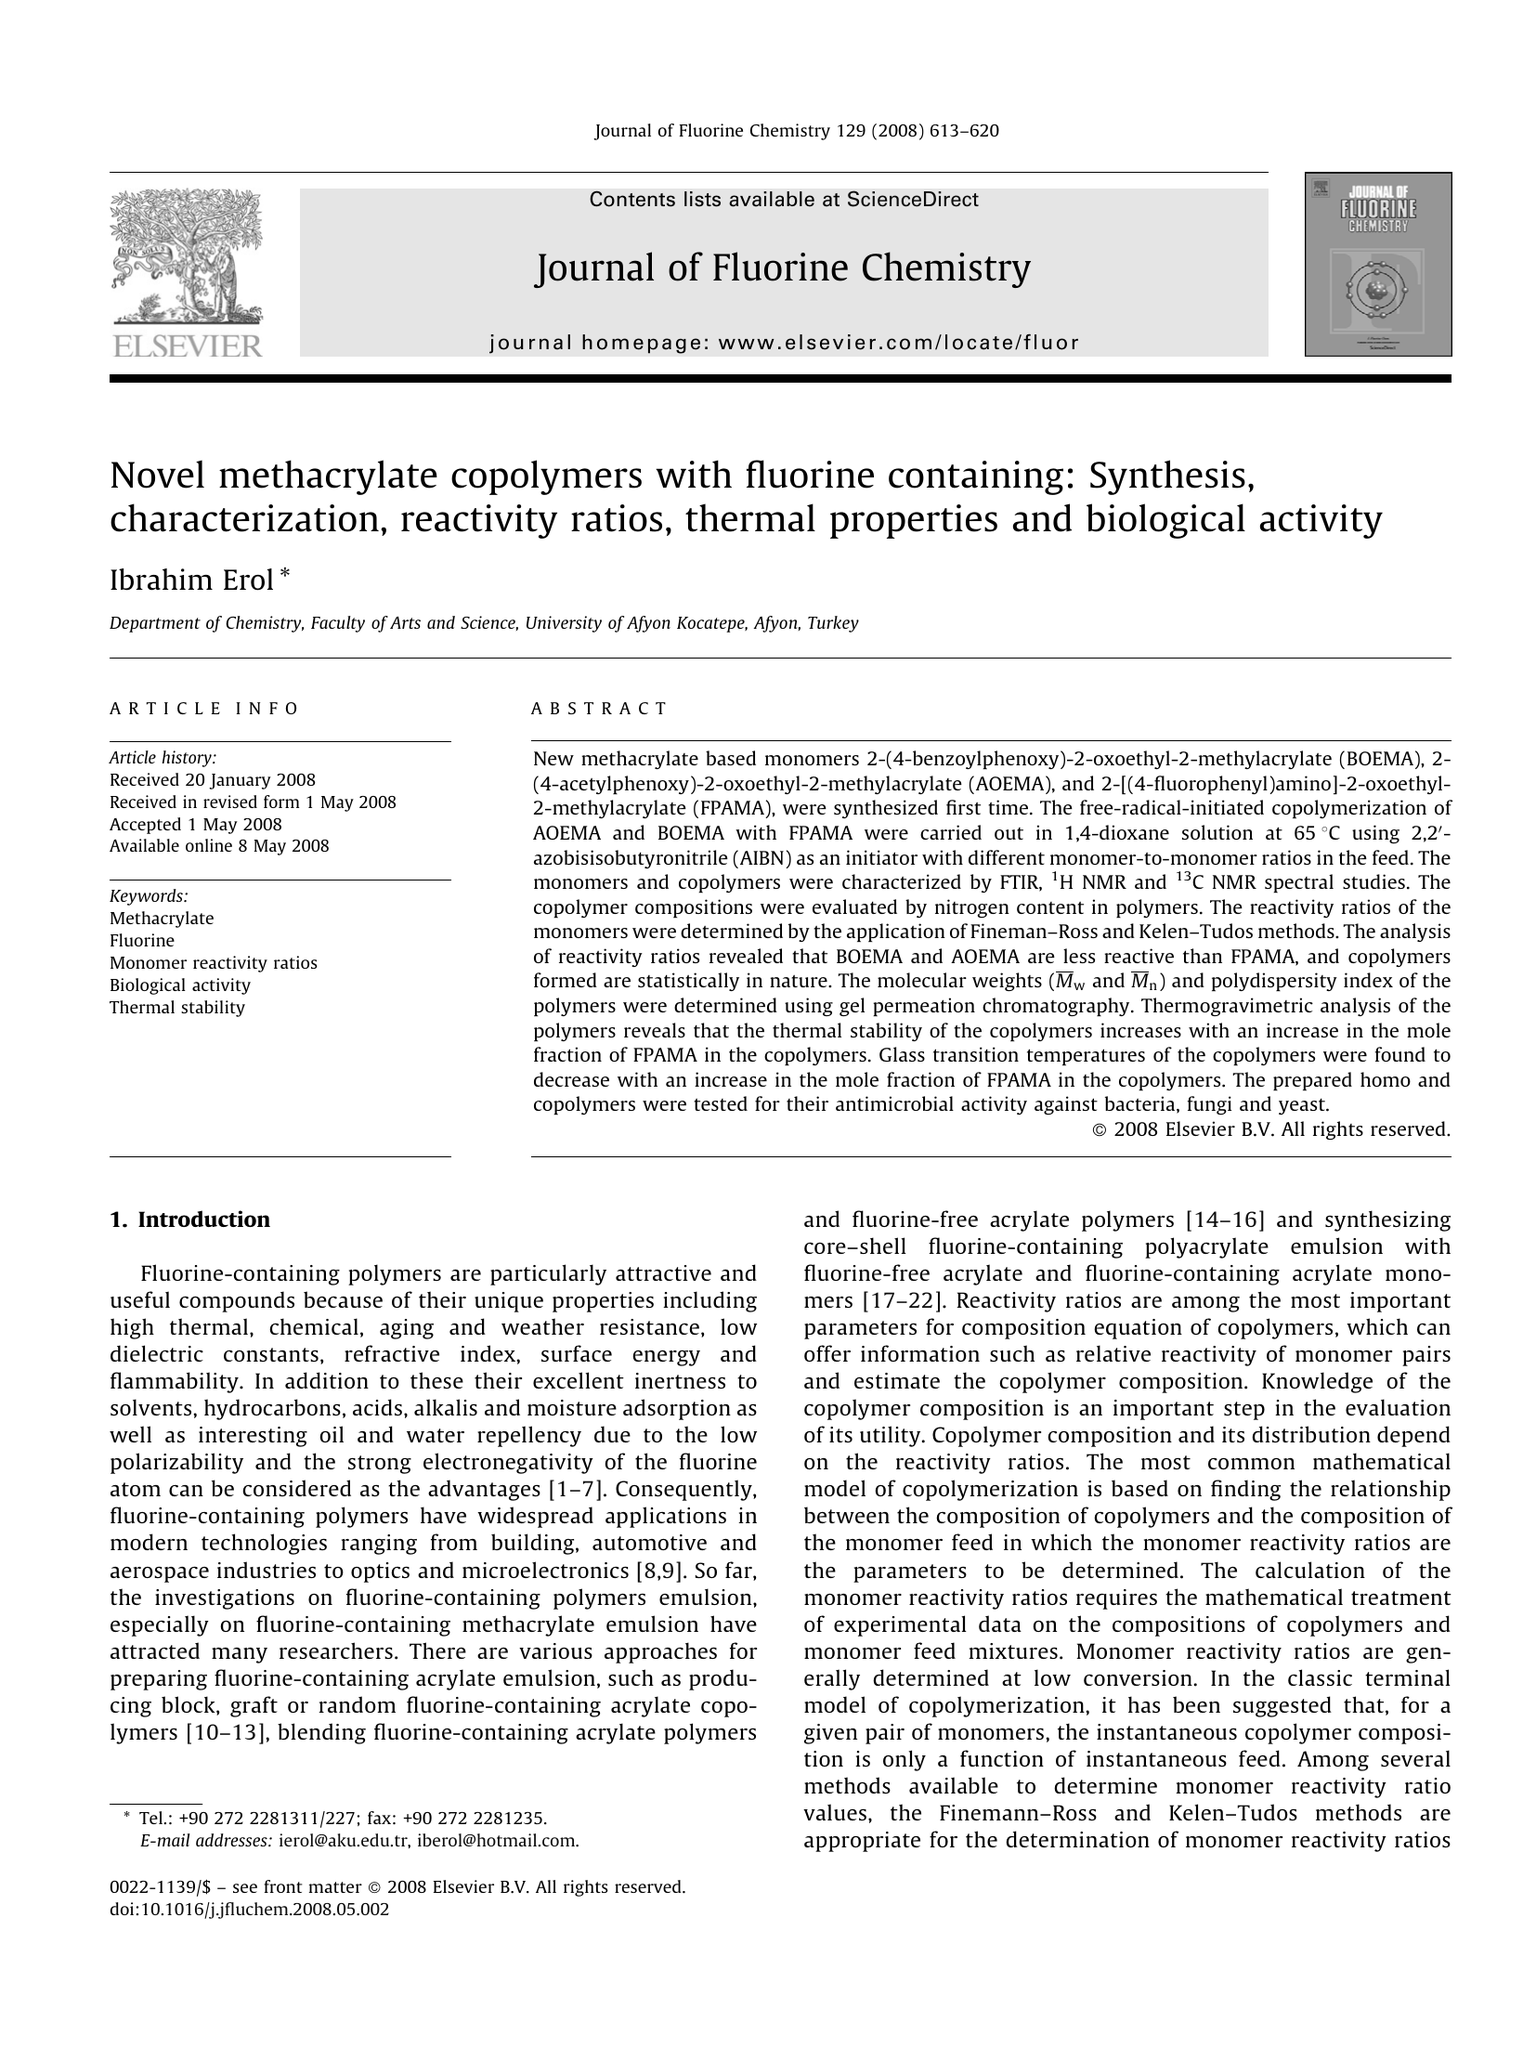 Journal of Fluorine Chemistry 129 (2008) 613–620
Contents lists available at ScienceDirect
Journal of Fluorine Chemistry
journal homepage: www.elsevier.com/locate/fluor
ELSEVIER
JOURNAL OF
FLUORINE
CHEMISTRY
Novel methacrylate copolymers with fluorine containing: Synthesis,
characterization, reactivity ratios, thermal properties and biological activity
Ibrahim Erol *
Department of Chemistry, Faculty of Arts and Science, University of Afyon Kocatepe, Afyon, Turkey
ARTICLE INFO
Article history:
Received 20 January 2008
Received in revised form 1 May 2008
Accepted 1 May 2008
Available online 8 May 2008
Keywords:
Methacrylate
Fluorine
Monomer reactivity ratios
Biological activity
Thermal stability
ABSTRACT
New methacrylate based monomers 2-(4-benzoylphenoxy)-2-oxoethyl-2-methylacrylate (BOEMA), 2-
(4-acetylphenoxy)-2-oxoethyl-2-methylacrylate (AOEMA), and 2-[(4-fluorophenyl)amino]-2-oxoethyl-
2-methylacrylate (FPAMA), were synthesized first time. The free-radical-initiated copolymerization of
AOEMA and BOEMA with FPAMA were carried out in 1,4-dioxane solution at 65 °C using 2,2′-
azobisisobutyronitrile (AIBN) as an initiator with different monomer-to-monomer ratios in the feed. The
monomers and copolymers were characterized by FTIR, ¹H NMR and ¹³C NMR spectral studies. The
copolymer compositions were evaluated by nitrogen content in polymers. The reactivity ratios of the
monomers were determined by the application of Fineman–Ross and Kelen–Tudos methods. The analysis
of reactivity ratios revealed that BOEMA and AOEMA are less reactive than FPAMA, and copolymers
formed are statistically in nature. The molecular weights (M̅w and M̅n) and polydispersity index of the
polymers were determined using gel permeation chromatography. Thermogravimetric analysis of the
polymers reveals that the thermal stability of the copolymers increases with an increase in the mole
fraction of FPAMA in the copolymers. Glass transition temperatures of the copolymers were found to
decrease with an increase in the mole fraction of FPAMA in the copolymers. The prepared homo and
copolymers were tested for their antimicrobial activity against bacteria, fungi and yeast.
© 2008 Elsevier B.V. All rights reserved.
1. Introduction
Fluorine-containing polymers are particularly attractive and
useful compounds because of their unique properties including
high thermal, chemical, aging and weather resistance, low
dielectric constants, refractive index, surface energy and
flammability. In addition to these their excellent inertness to
solvents, hydrocarbons, acids, alkalis and moisture adsorption as
well as interesting oil and water repellency due to the low
polarizability and the strong electronegativity of the fluorine
atom can be considered as the advantages [1–7]. Consequently,
fluorine-containing polymers have widespread applications in
modern technologies ranging from building, automotive and
aerospace industries to optics and microelectronics [8,9]. So far,
the investigations on fluorine-containing polymers emulsion,
especially on fluorine-containing methacrylate emulsion have
attracted many researchers. There are various approaches for
preparing fluorine-containing acrylate emulsion, such as produ-
cing block, graft or random fluorine-containing acrylate copo-
lymers [10–13], blending fluorine-containing acrylate polymers
and fluorine-free acrylate polymers [14–16] and synthesizing
core–shell fluorine-containing polyacrylate emulsion with
fluorine-free acrylate and fluorine-containing acrylate mono-
mers [17–22]. Reactivity ratios are among the most important
parameters for composition equation of copolymers, which can
offer information such as relative reactivity of monomer pairs
and estimate the copolymer composition. Knowledge of the
copolymer composition is an important step in the evaluation
of its utility. Copolymer composition and its distribution depend
on the reactivity ratios. The most common mathematical
model of copolymerization is based on finding the relationship
between the composition of copolymers and the composition of
the monomer feed in which the monomer reactivity ratios are
the parameters to be determined. The calculation of the
monomer reactivity ratios requires the mathematical treatment
of experimental data on the compositions of copolymers and
monomer feed mixtures. Monomer reactivity ratios are gen-
erally determined at low conversion. In the classic terminal
model of copolymerization, it has been suggested that, for a
given pair of monomers, the instantaneous copolymer composi-
tion is only a function of instantaneous feed. Among several
methods available to determine monomer reactivity ratio
values, the Finemann–Ross and Kelen–Tudos methods are
appropriate for the determination of monomer reactivity ratios
* Tel.: +90 272 2281311/227; fax: +90 272 2281235.
E-mail addresses: ierol@aku.edu.tr, iberol@hotmail.com.
0022-1139/$ – see front matter © 2008 Elsevier B.V. All rights reserved.
doi:10.1016/j.jfluchem.2008.05.002